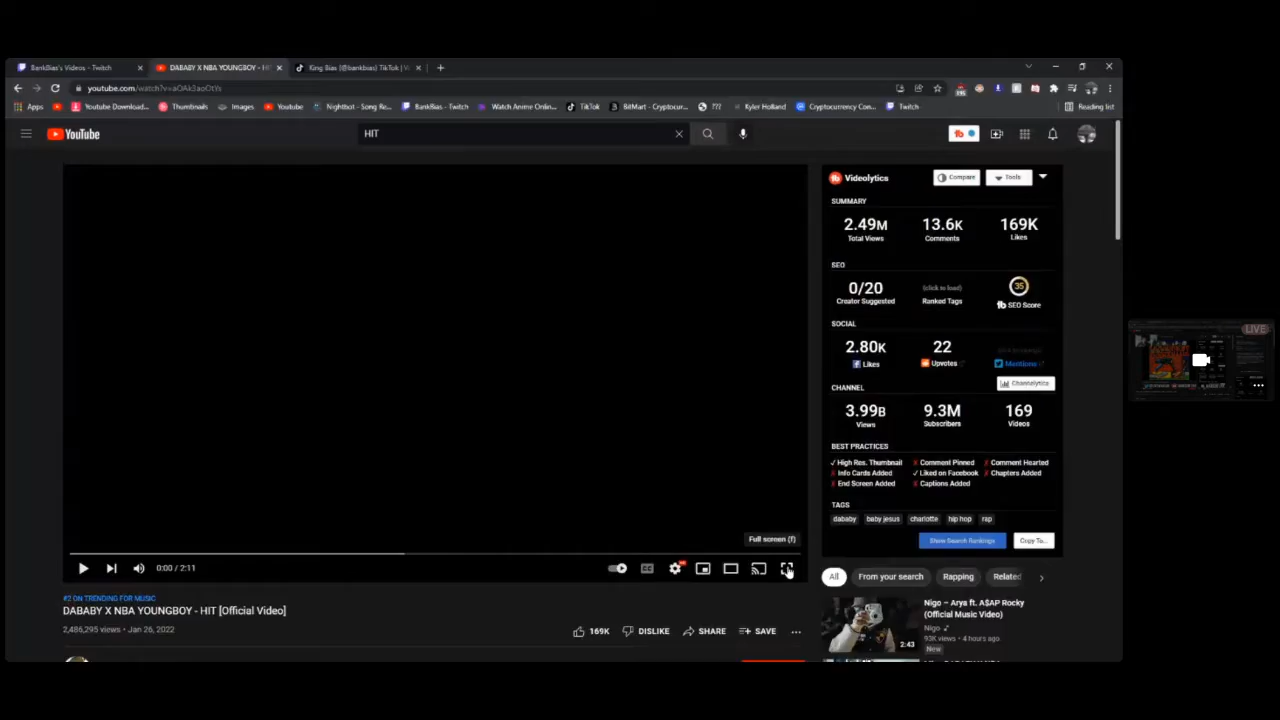 BankBias's Videos - Twitch
DABABY X NBA YOUNGBOY - HIT
King Bias (@bankbias) TikTok | V
youtube.com/watch?v=aOAk3aoOtYs
Apps
Youtube Download...
Thumbnails
Images
Youtube
Nightbot - Song Re...
BankBias - Twitch
Watch Anime Onlin...
TikTok
BitMart - Cryptocur...
???
Kyler Holland
Cryptocurrency Con...
Twitch
Reading list
YouTube
HIT
Videolytics
Compare
Tools
SUMMARY
2.49M 13.6K 169K
Total Views Comments Likes
SEO
0/20 (click to load) 35
Creator Suggested Ranked Tags SEO Score
SOCIAL
2.80K 22
Likes Upvotes Mentions
CHANNEL
Channelytics
3.99B 9.3M 169
Views Subscribers Videos
BEST PRACTICES
High Res. Thumbnail Comment Pinned Comment Hearted
Info Cards Added Liked on Facebook Chapters Added
End Screen Added Captions Added
TAGS
dababy baby jesus charlotte hip hop rap
Show Search Rankings Copy To...
Full screen (f)
0:00 / 2:11
#2 ON TRENDING FOR MUSIC
DABABY X NBA YOUNGBOY - HIT [Official Video]
2,486,295 views • Jan 26, 2022
169K DISLIKE SHARE SAVE
All From your search Rapping Related
Nigo – Arya ft. A$AP Rocky
(Official Music Video)
Nigo
93K views • 4 hours ago
New
2:43
LIVE